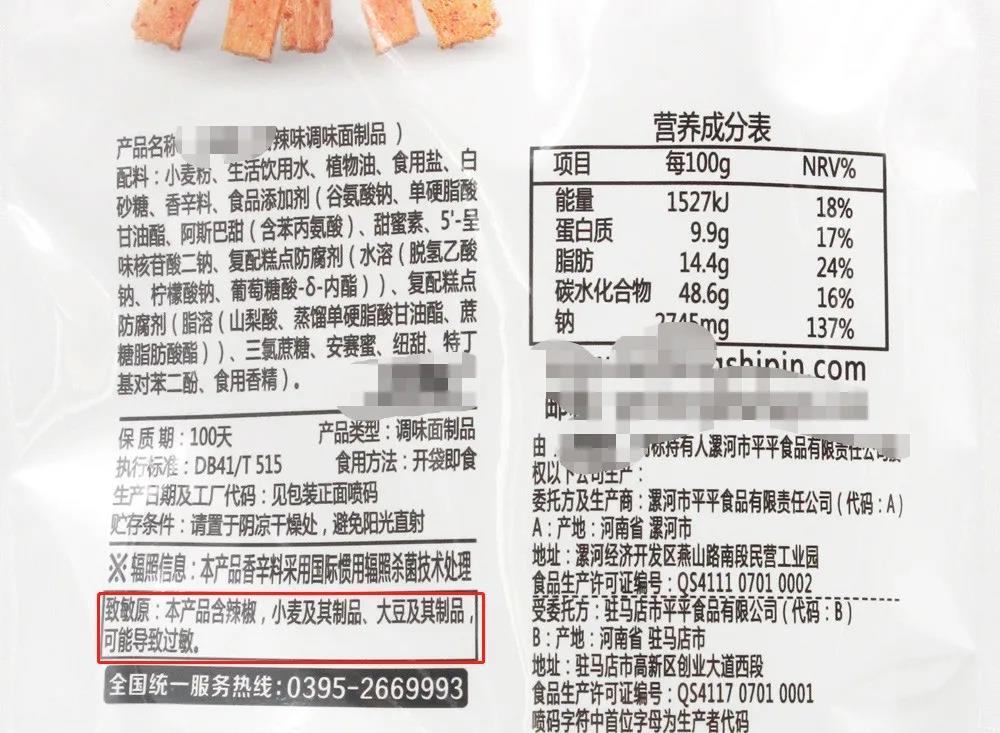 产品名称 辣味调味面制品 )
配料：小麦粉、生活饮用水、植物油、食用盐、白
砂糖、香辛料、食品添加剂（谷氨酸钠、单硬脂酸
甘油酯、阿斯巴甜（含苯丙氨酸）、甜蜜素、5'-呈
味核苷酸二钠、复配糕点防腐剂（水溶（脱氢乙酸
钠、柠檬酸钠、葡萄糖酸-δ-内酯））、复配糕点
防腐剂（脂溶（山梨酸、蒸馏单硬脂酸甘油酯、蔗
糖脂肪酸酯））、三氯蔗糖、安赛蜜、纽甜、特丁
基对苯二酚、食用香精）。
保质期：100天 产品类型：调味面制品
执行标准：DB41/T 515 食用方法：开袋即食
生产日期及工厂代码：见包装正面喷码
贮存条件：请置于阴凉干燥处，避免阳光直射
※辐照信息：本产品香辛料采用国际惯用辐照杀菌技术处理
致敏原：本产品含辣椒，小麦及其制品、大豆及其制品，
可能导致过敏。
全国统一服务热线：0395-2669993
营养成分表
项目 每100g NRV%
能量 1527kJ 18%
蛋白质 9.9g 17%
脂肪 14.4g 24%
碳水化合物 48.6g 16%
钠 2745mg 137%
gshipin.com
由 标持有人漯河市平平食品有限责任公司授
权以下公司生产：
委托方及生产商：漯河市平平食品有限责任公司（代码：A）
A：产地：河南省 漯河市
地址：漯河经济开发区燕山路南段民营工业园
食品生产许可证编号：QS4111 0701 0002
受委托方：驻马店市平平食品有限公司（代码：B）
B：产地：河南省 驻马店市
地址：驻马店市高新区创业大道西段
食品生产许可证编号：QS4117 0701 0001
喷码字符中首位字母为生产者代码